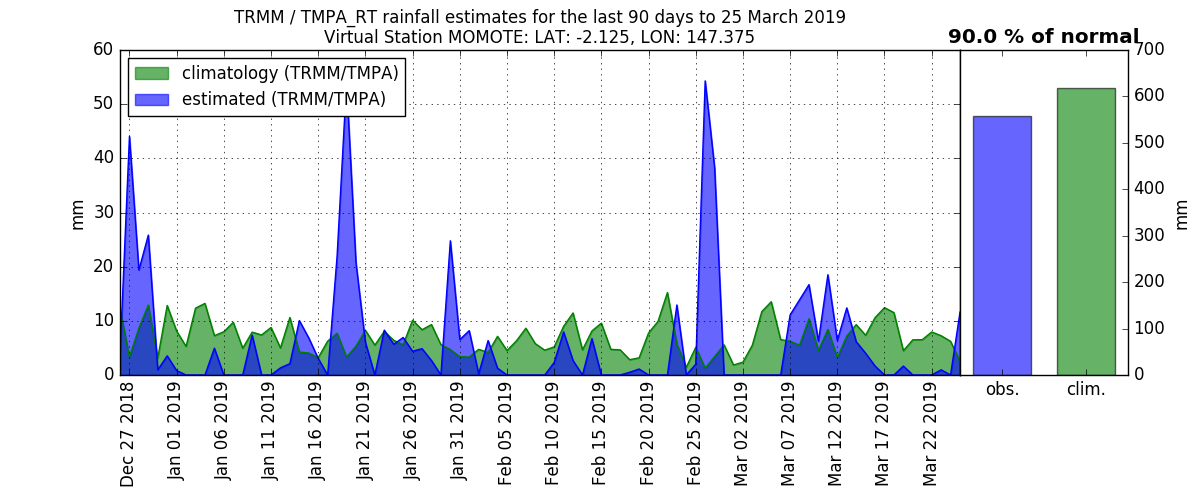 TRMM / TMPA_RT rainfall estimates for the last 90 days to 25 March 2019
Virtual Station MOMOTE: LAT: -2.125, LON: 147.375
90.0 % of normal
climatology (TRMM/TMPA)
estimated (TRMM/TMPA)
60
50
40
30
20
10
0
mm
700
600
500
400
300
200
100
0
mm
Dec 27 2018
Jan 01 2019
Jan 06 2019
Jan 11 2019
Jan 16 2019
Jan 21 2019
Jan 26 2019
Jan 31 2019
Feb 05 2019
Feb 10 2019
Feb 15 2019
Feb 20 2019
Feb 25 2019
Mar 02 2019
Mar 07 2019
Mar 12 2019
Mar 17 2019
Mar 22 2019
obs.
clim.